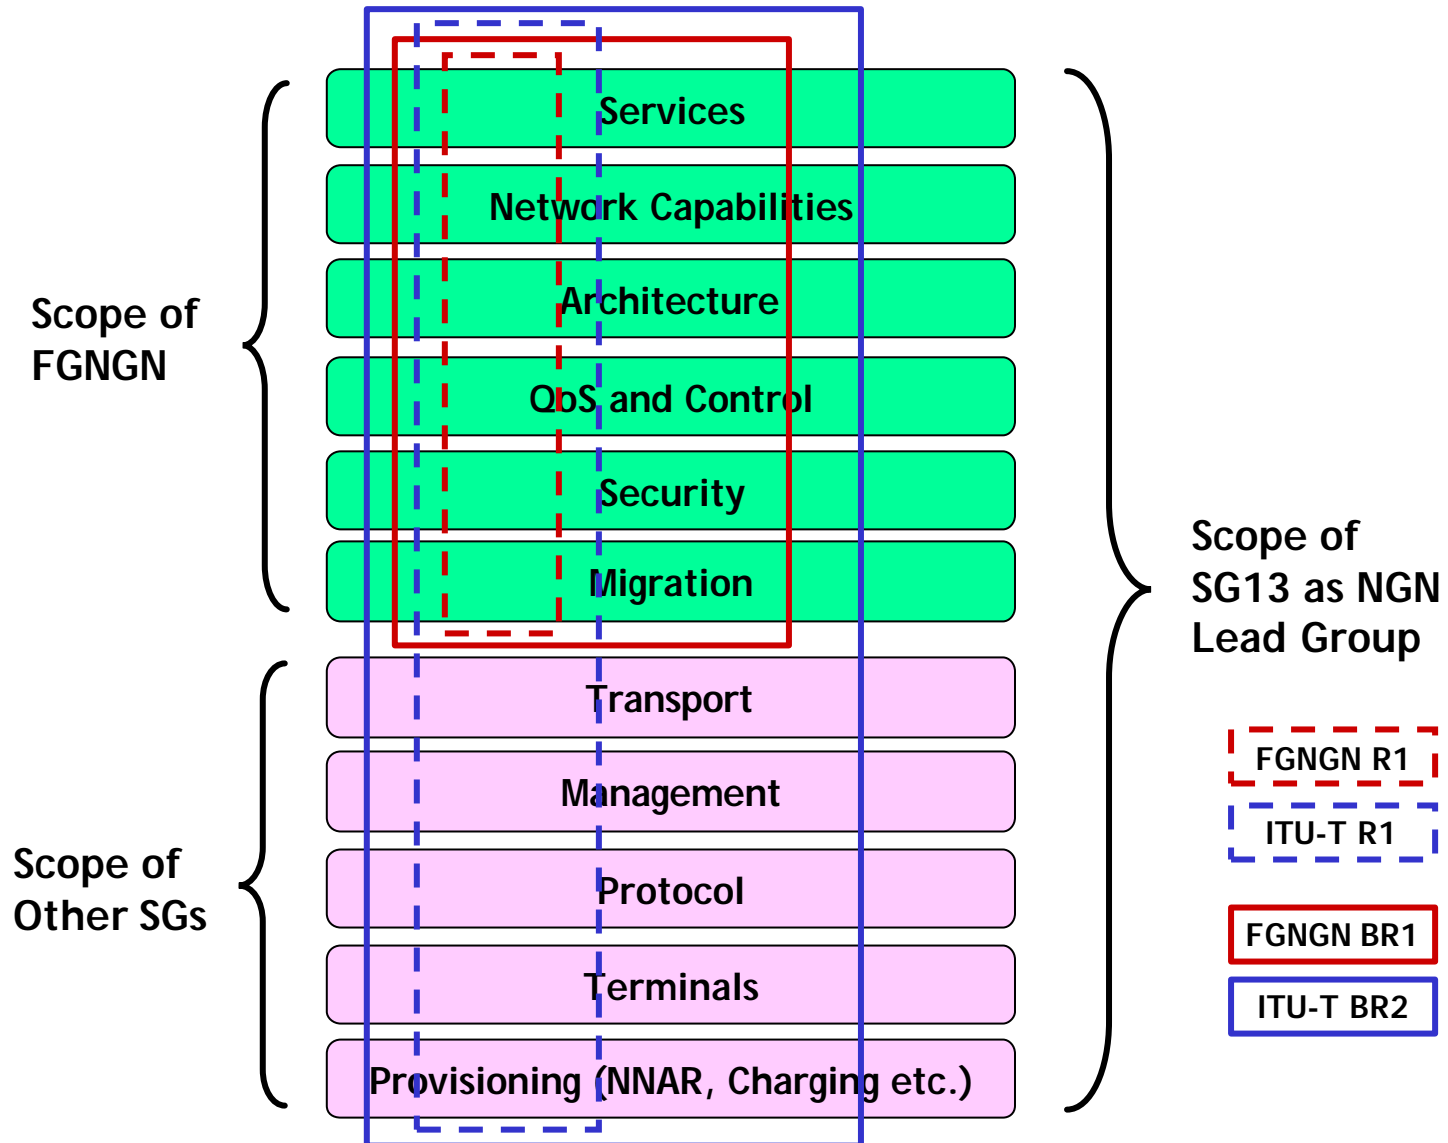 Services
Network Capabilities
Architecture
QoS and Control
Security
Migration
Transport
Management
Protocol
Terminals
Provisioning (NNAR, Charging etc.)
Scope of
FGNGN
Scope of
Other SGs
Scope of
SG13 as NGN
Lead Group
FGNGN R1
ITU-T R1
FGNGN BR1
ITU-T BR2